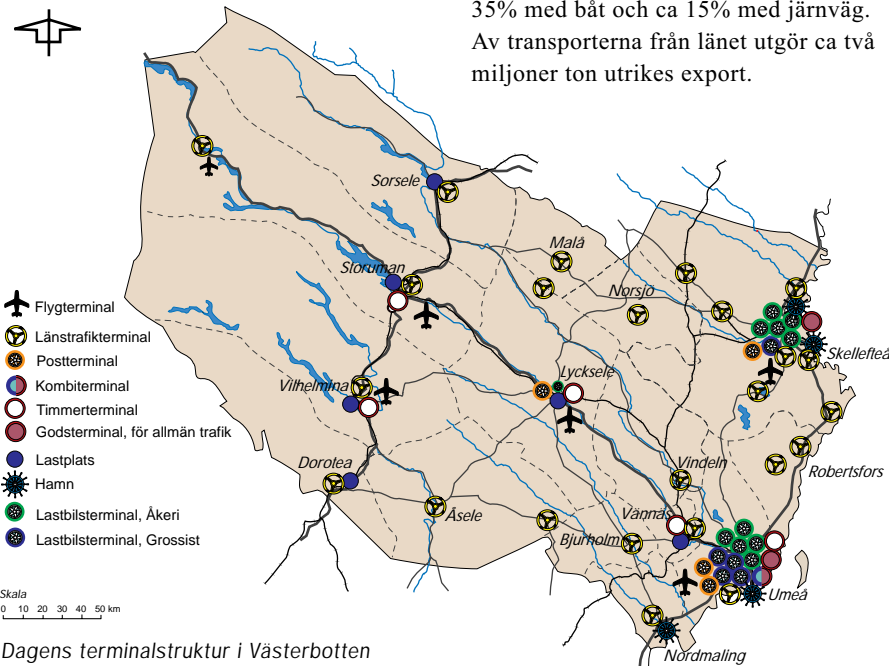 35% med båt och ca 15% med järnväg.
Av transporterna från länet utgör ca två
miljoner ton utrikes export.
Sorsele
Malå
Storuman
Norsjö
Flygterminal
Länstrafikterminal
Skellefteå
Postterminal
Lycksele
Kombiterminal
Vilhelmina
Timmerterminal
Godsterminal, för allmän trafik
Lastplats
Dorotea
Vindeln
Robertsfors
Hamn
Åsele
Vännäs
Lastbilsterminal, Åkeri
Bjurholm
Lastbilsterminal, Grossist
Umeå
Skala
0 10 20 30 40 50 km
Dagens terminalstruktur i Västerbotten
Nordmaling